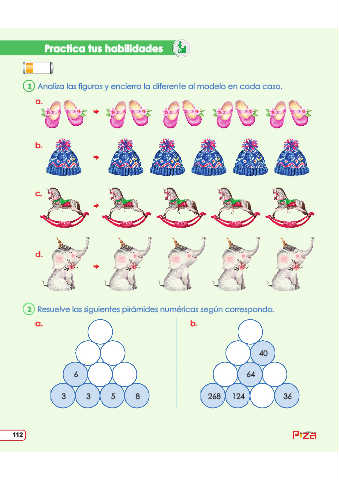 Practica tus habilidades
1 Analiza las figuras y encierra la diferente al modelo en cada caso.
a.
b.
c.
d.
2 Resuelve las siguientes pirámides numéricas según corresponda.
a.
b.
40
6
64
3 3 5 8
268 124 36
112